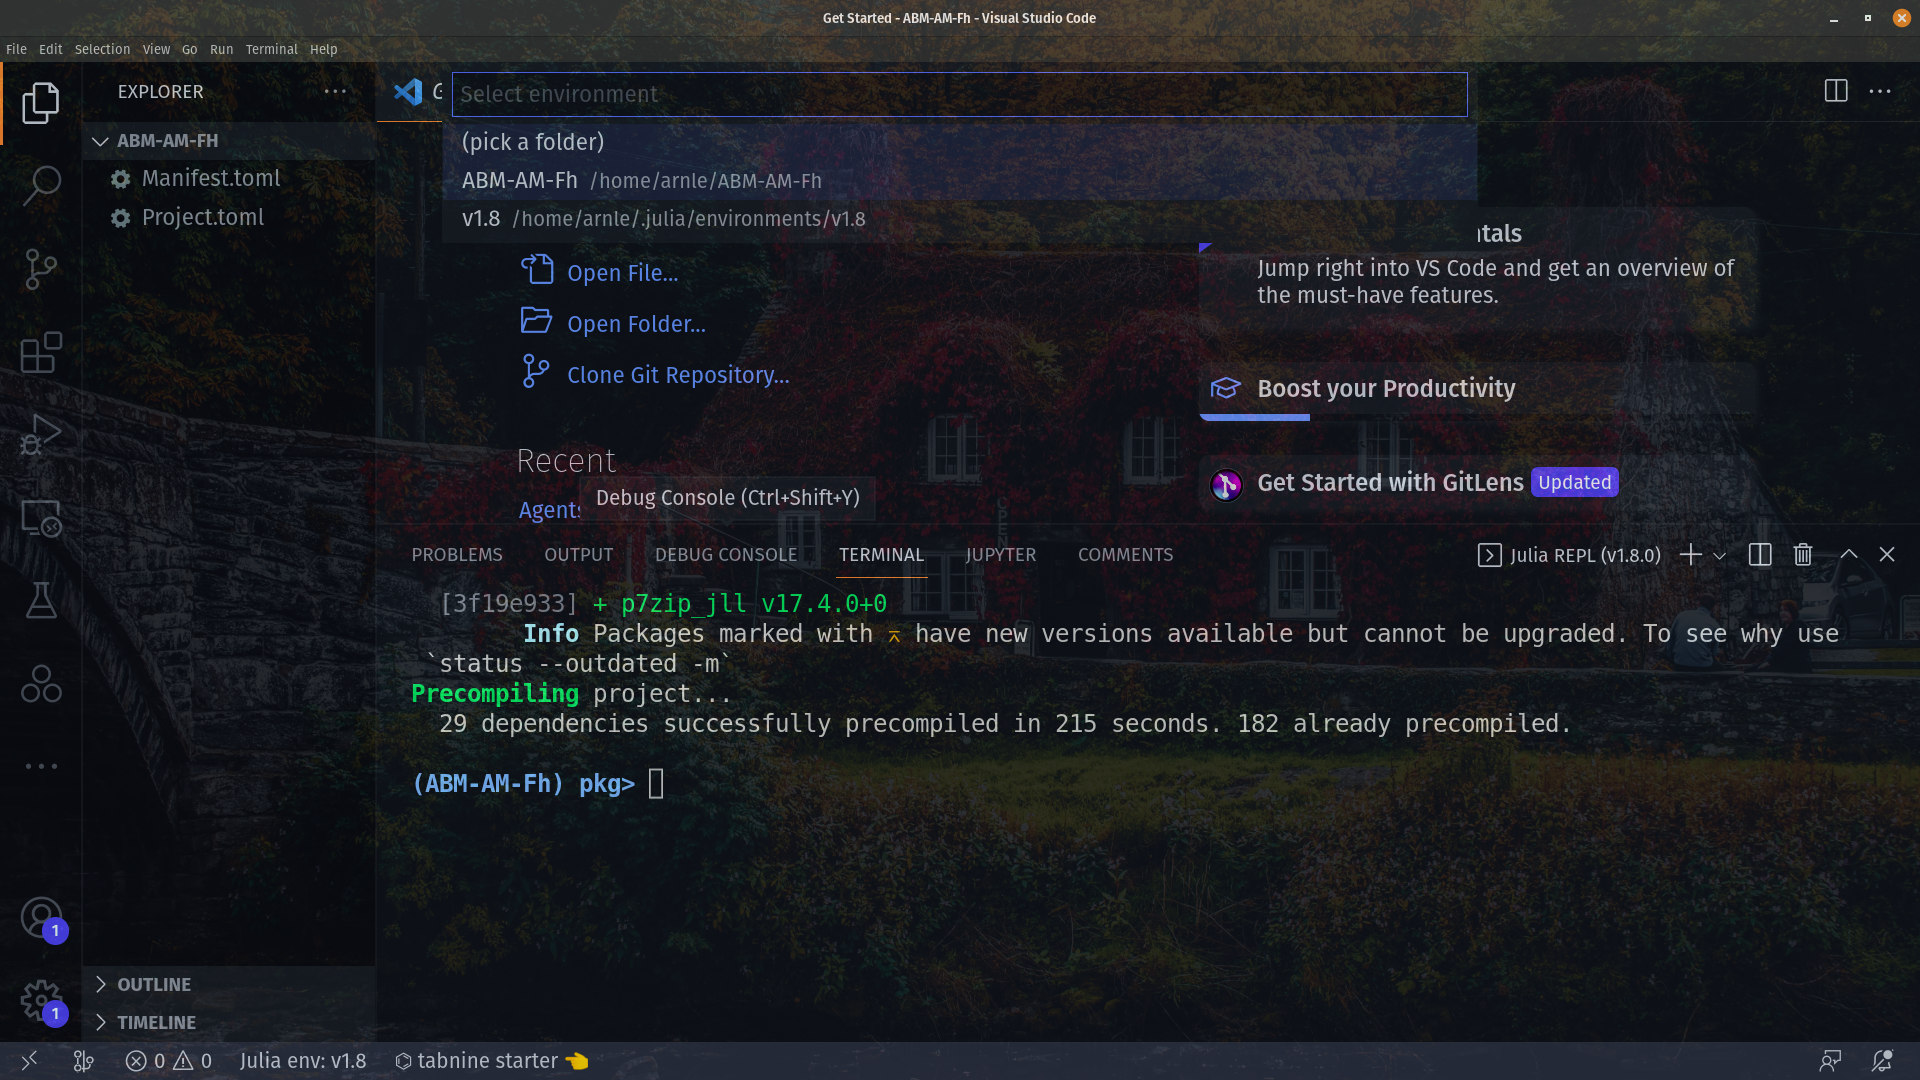 Get Started - ABM-AM-Fh - Visual Studio Code
File Edit Selection View Go Run Terminal Help
EXPLORER
ABM-AM-FH
Manifest.toml
Project.toml
G
Select environment
(pick a folder)
ABM-AM-Fh /home/arnle/ABM-AM-Fh
v1.8 /home/arnle/.julia/environments/v1.8
Open File...
Open Folder...
Clone Git Repository...
Recent
Agents
Debug Console (Ctrl+Shift+Y)
ntals
Jump right into VS Code and get an overview of
the must-have features.
Boost your Productivity
Get Started with GitLens Updated
PROBLEMS OUTPUT DEBUG CONSOLE TERMINAL JUPYTER COMMENTS
Julia REPL (v1.8.0)
[3f19e933] + p7zip_jll v17.4.0+0
Info Packages marked with ⌅ have new versions available but cannot be upgraded. To see why use
`status --outdated -m`
Precompiling project...
29 dependencies successfully precompiled in 215 seconds. 182 already precompiled.
(ABM-AM-Fh) pkg>
1
1
OUTLINE
TIMELINE
0 0 Julia env: v1.8 tabnine starter 👈